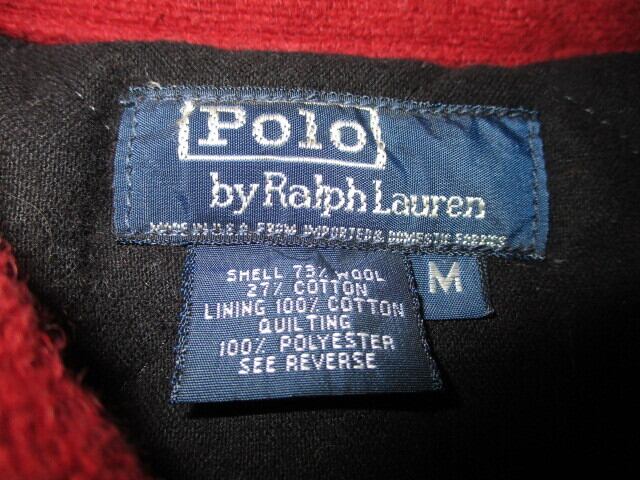 Polo
by Ralph Lauren
MADE IN U.S.A. FROM IMPORTED & DOMESTIC FABRICS
M
SHELL 73% WOOL
27% COTTON
LINING 100% COTTON
QUILTING
100% POLYESTER
SEE REVERSE